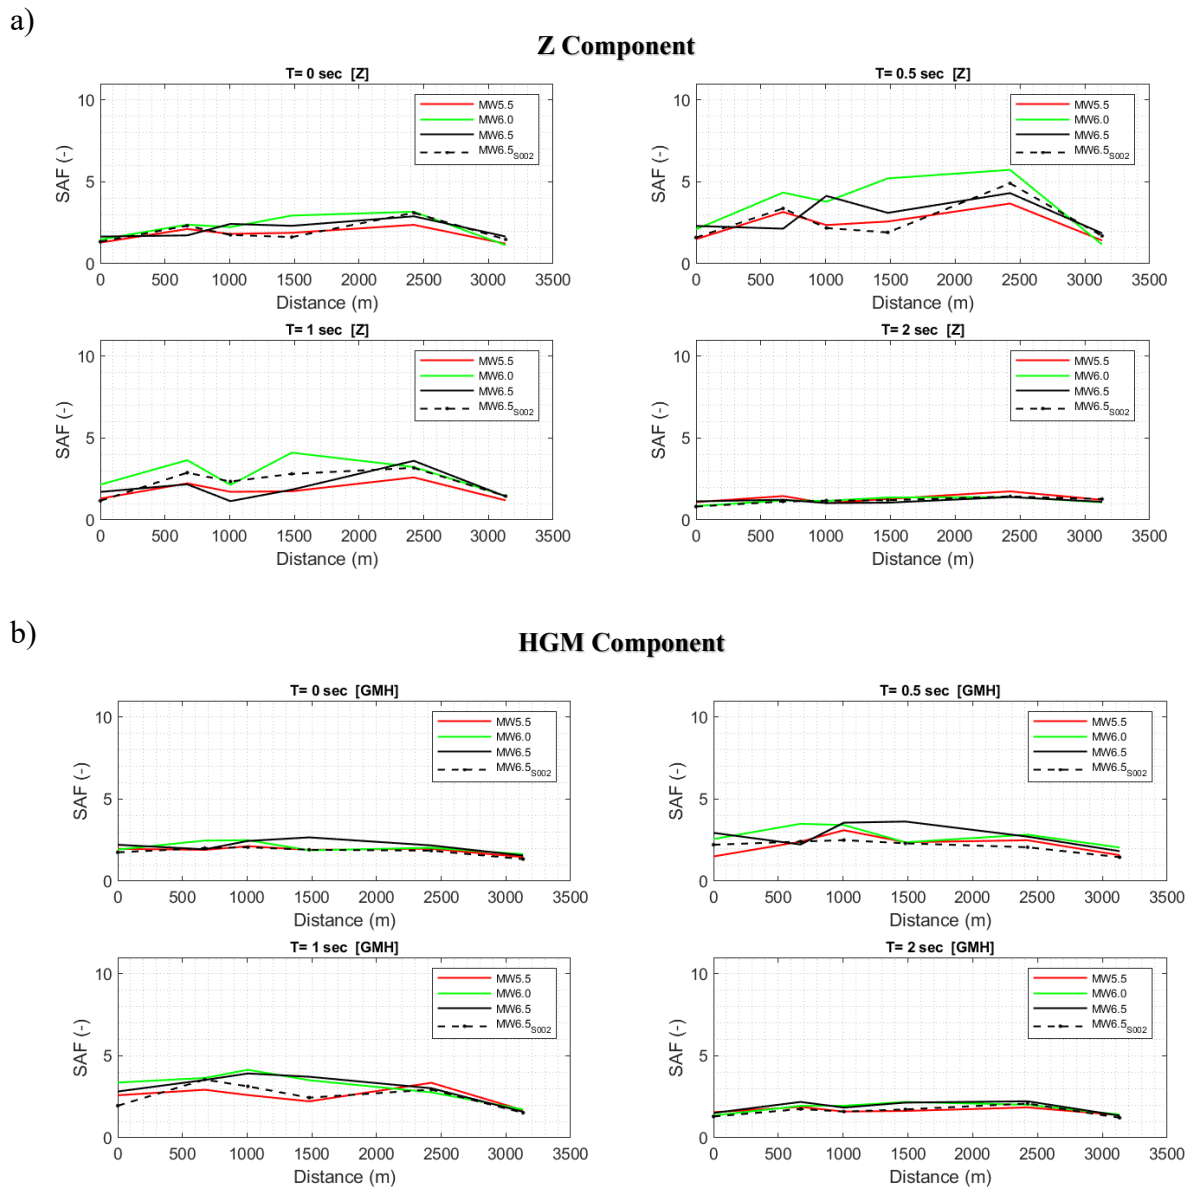 a)
Z Component
T= 0 sec [Z]
SAF (-)
10
5
0
0 500 1000 1500 2000 2500 3000 3500
Distance (m)
MW5.5
MW6.0
MW6.5
MW6.5S002
T= 0.5 sec [Z]
SAF (-)
10
5
0
0 500 1000 1500 2000 2500 3000 3500
Distance (m)
MW5.5
MW6.0
MW6.5
MW6.5S002
T= 1 sec [Z]
SAF (-)
10
5
0
0 500 1000 1500 2000 2500 3000 3500
Distance (m)
MW5.5
MW6.0
MW6.5
MW6.5S002
T= 2 sec [Z]
SAF (-)
10
5
0
0 500 1000 1500 2000 2500 3000 3500
Distance (m)
MW5.5
MW6.0
MW6.5
MW6.5S002
b)
HGM Component
T= 0 sec [GMH]
SAF (-)
10
5
0
0 500 1000 1500 2000 2500 3000 3500
Distance (m)
MW5.5
MW6.0
MW6.5
MW6.5S002
T= 0.5 sec [GMH]
SAF (-)
10
5
0
0 500 1000 1500 2000 2500 3000 3500
Distance (m)
MW5.5
MW6.0
MW6.5
MW6.5S002
T= 1 sec [GMH]
SAF (-)
10
5
0
0 500 1000 1500 2000 2500 3000 3500
Distance (m)
MW5.5
MW6.0
MW6.5
MW6.5S002
T= 2 sec [GMH]
SAF (-)
10
5
0
0 500 1000 1500 2000 2500 3000 3500
Distance (m)
MW5.5
MW6.0
MW6.5
MW6.5S002